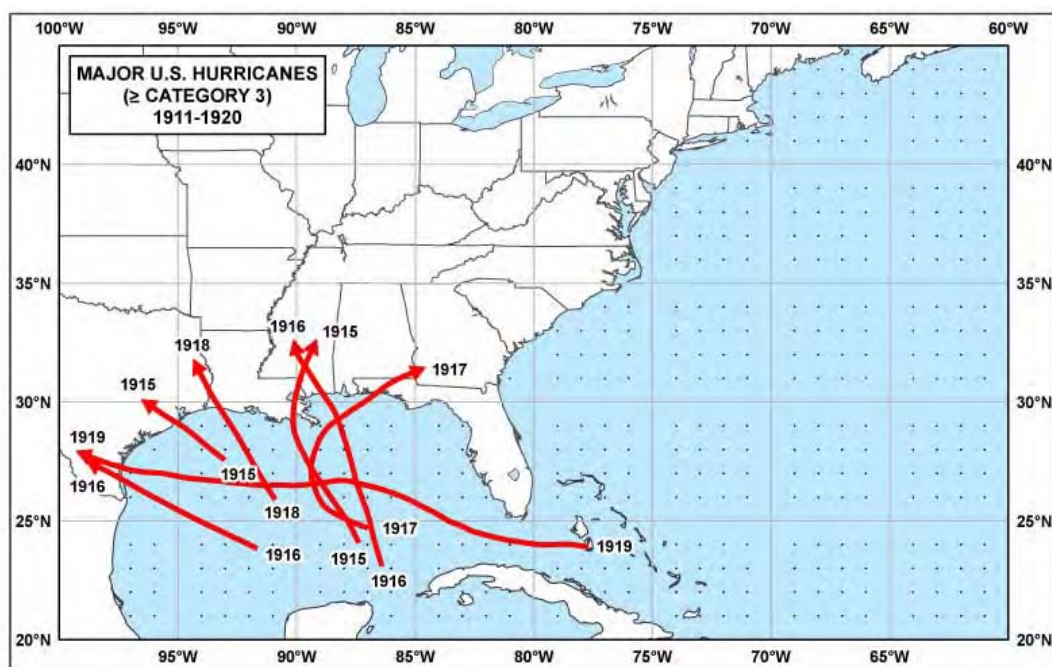 100°W 95°W 90°W 85°W 80°W 75°W 70°W 65°W 60°W
MAJOR U.S. HURRICANES
(≥ CATEGORY 3)
1911-1920
40°N 40°N
35°N 35°N
1916 1915
1918
1917
1915
30°N 30°N
1919
1915
1916
1918
25°N 25°N
1917
1919
1916 1915
1916
20°N 20°N
95°W 90°W 85°W 80°W 75°W 70°W 65°W